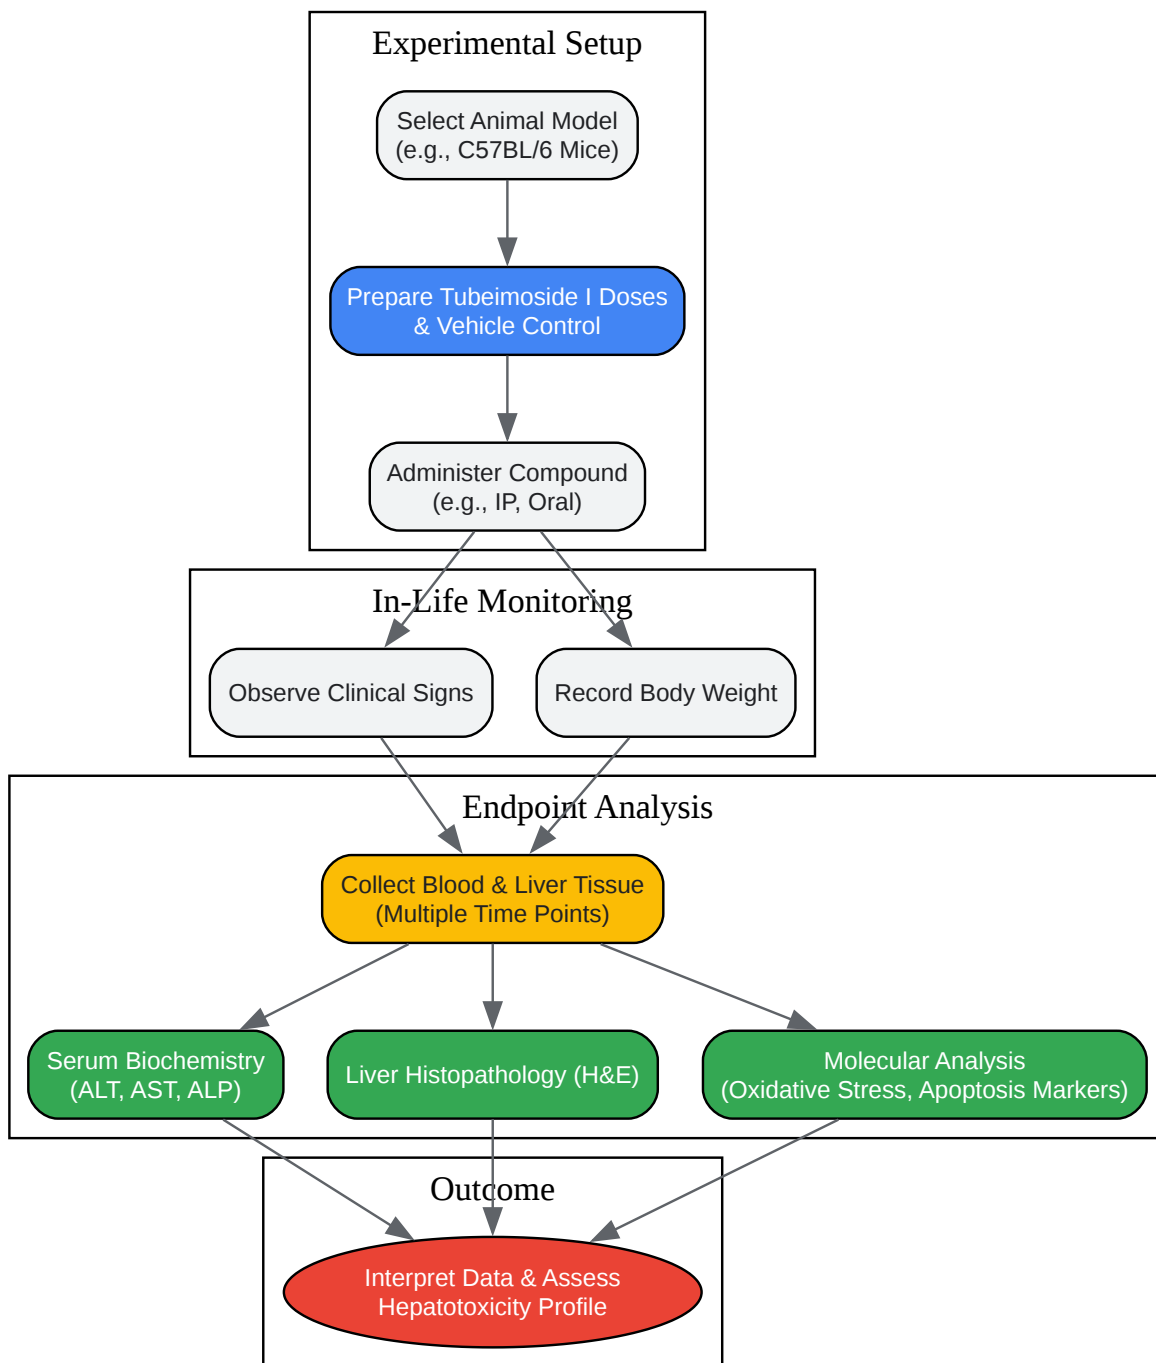 Experimental Setup
Select Animal Model
(e.g., C57BL/6 Mice)
Prepare Tubeimoside I Doses
& Vehicle Control
Administer Compound
(e.g., IP, Oral)
In-Life Monitoring
Observe Clinical Signs
Record Body Weight
Endpoint Analysis
Collect Blood & Liver Tissue
(Multiple Time Points)
Serum Biochemistry
(ALT, AST, ALP)
Liver Histopathology (H&E)
Molecular Analysis
(Oxidative Stress, Apoptosis Markers)
Outcome
Interpret Data & Assess
Hepatotoxicity Profile